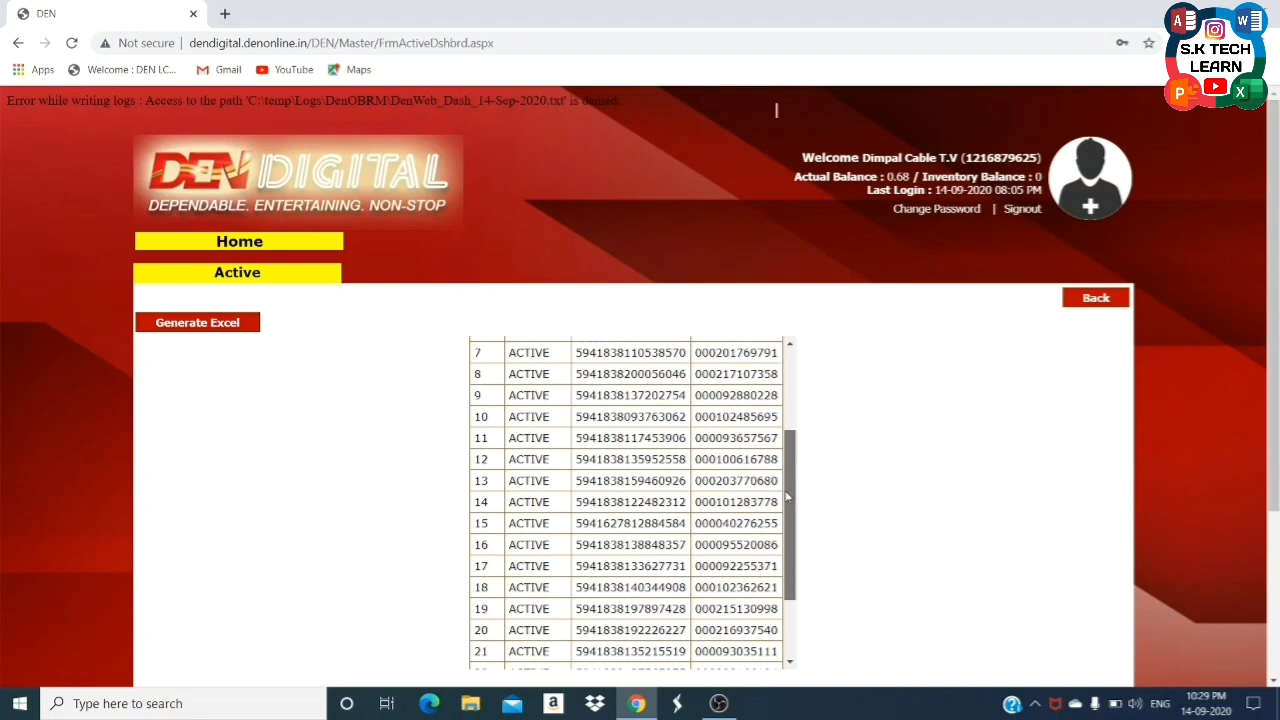 DEN
Not secure | dendigital.denonline.in/DEN/Master/FrmActiveDshbrd.aspx
Apps Welcome : DEN LC... Gmail YouTube Maps
S.K TECH
LEARN
Error while writing logs : Access to the path 'C:\temp\Logs\DenOBRM\DenWeb_Dash_14-Sep-2020.txt' is denied.
DEN DIGITAL
DEPENDABLE. ENTERTAINING. NON-STOP
Welcome Dimpal Cable T.V (1216879625)
Actual Balance : 0.68 / Inventory Balance : 0
Last Login : 14-09-2020 08:05 PM
Change Password | Signout
Home
Active
Back
Generate Excel
7 ACTIVE 5941838110538570 000201769791
8 ACTIVE 5941838200056046 000217107358
9 ACTIVE 5941838137202754 000092880228
10 ACTIVE 5941838093763062 000102485695
11 ACTIVE 5941838117453906 000093657567
12 ACTIVE 5941838135952558 000100616788
13 ACTIVE 5941838159460926 000203770680
14 ACTIVE 5941838122482312 000101283778
15 ACTIVE 5941627812884584 000040276255
16 ACTIVE 5941838138848357 000095520086
17 ACTIVE 5941838133627731 000092255371
18 ACTIVE 5941838140344908 000102362621
19 ACTIVE 5941838197897428 000215130998
20 ACTIVE 5941838192226227 000216937540
21 ACTIVE 5941838135215519 000093035111
Type here to search
ENG
10:29 PM
14-09-2020